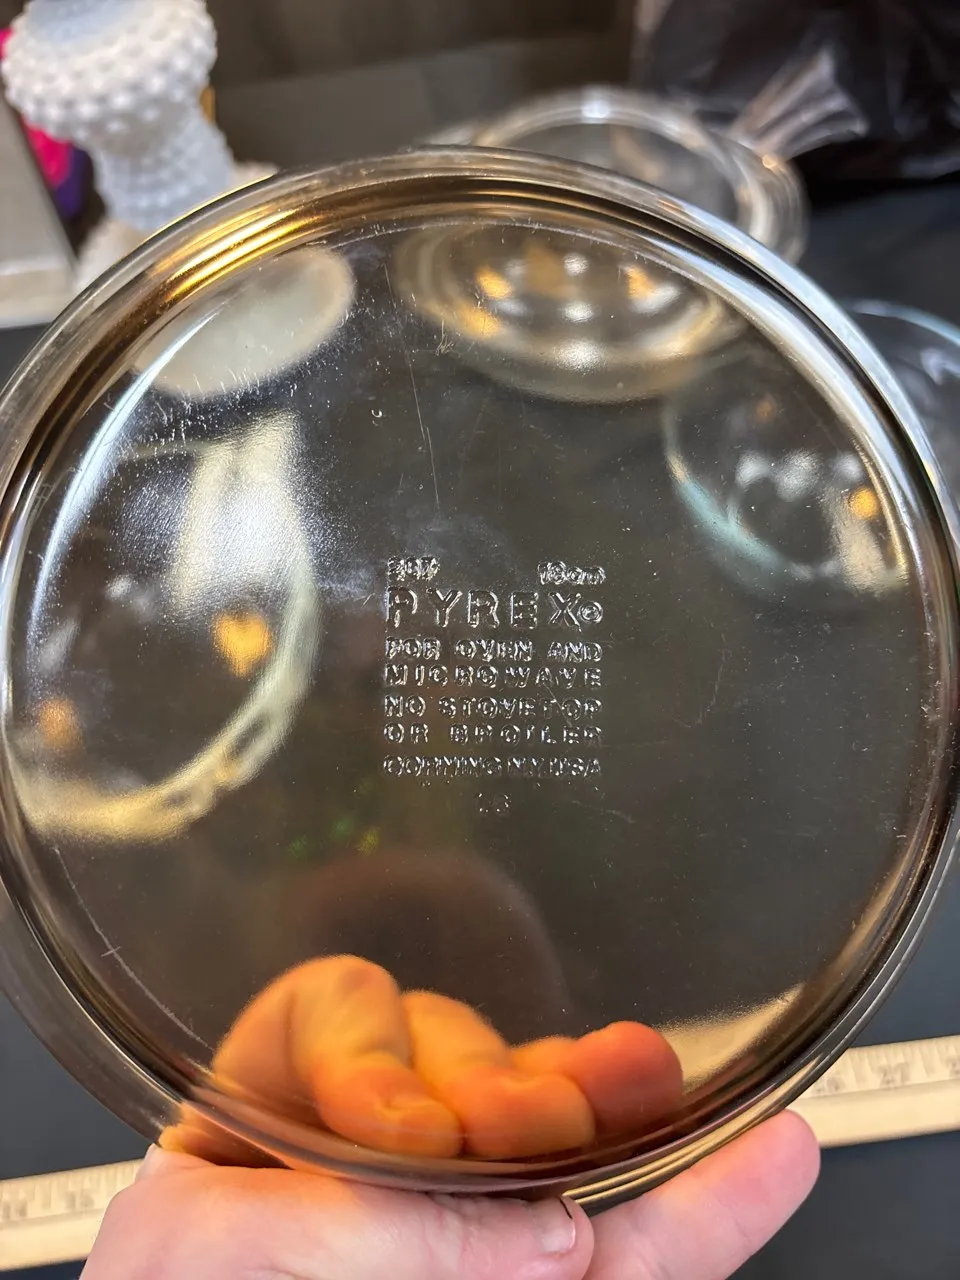 PYREX®
FOR OVEN AND
MICROWAVE
NO STOVETOP
OR BROILER
CORNING NY USA